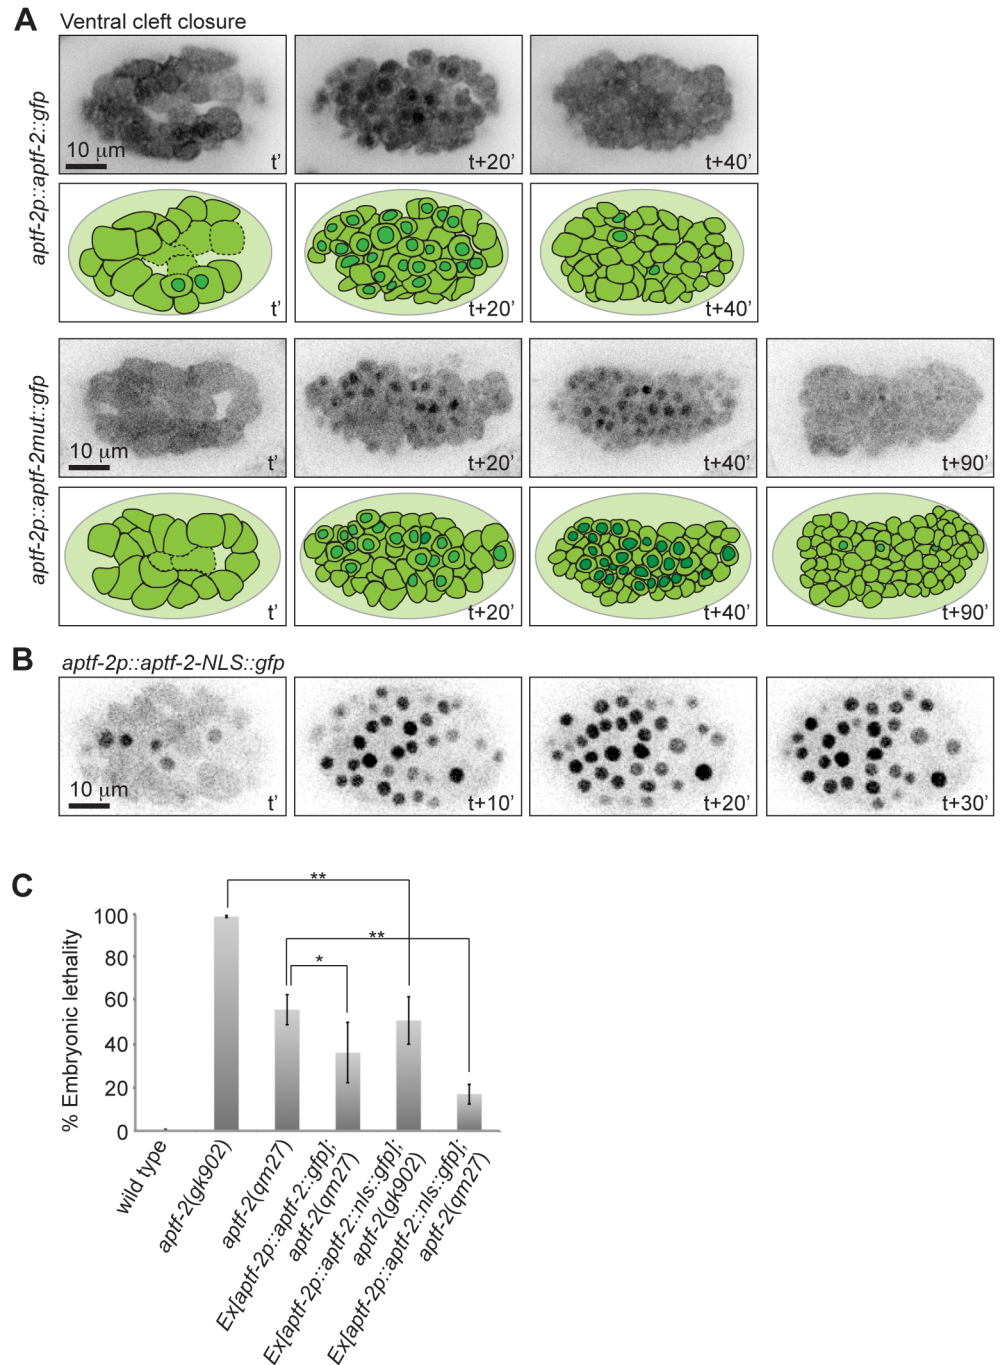 A
Ventral cleft closure
aptf-2p::aptf-2::gfp
10 μm
t'
t+20'
t+40'
t'
t+20'
t+40'
aptf-2p::aptf-2mut::gfp
10 μm
t'
t+20'
t+40'
t+90'
t'
t+20'
t+40'
t+90'
B
aptf-2p::aptf-2-NLS::gfp
10 μm
t'
t+10'
t+20'
t+30'
C
% Embryonic lethality
100
80
60
40
20
0
**
**
*
wild type
aptf-2(gk902)
aptf-2(qm27)
Ex[aptf-2p::aptf-2::gfp];
aptf-2(qm27)
Ex[aptf-2p::aptf-2::nls::gfp];
aptf-2(gk902)
Ex[aptf-2p::aptf-2::nls::gfp];
aptf-2(qm27)